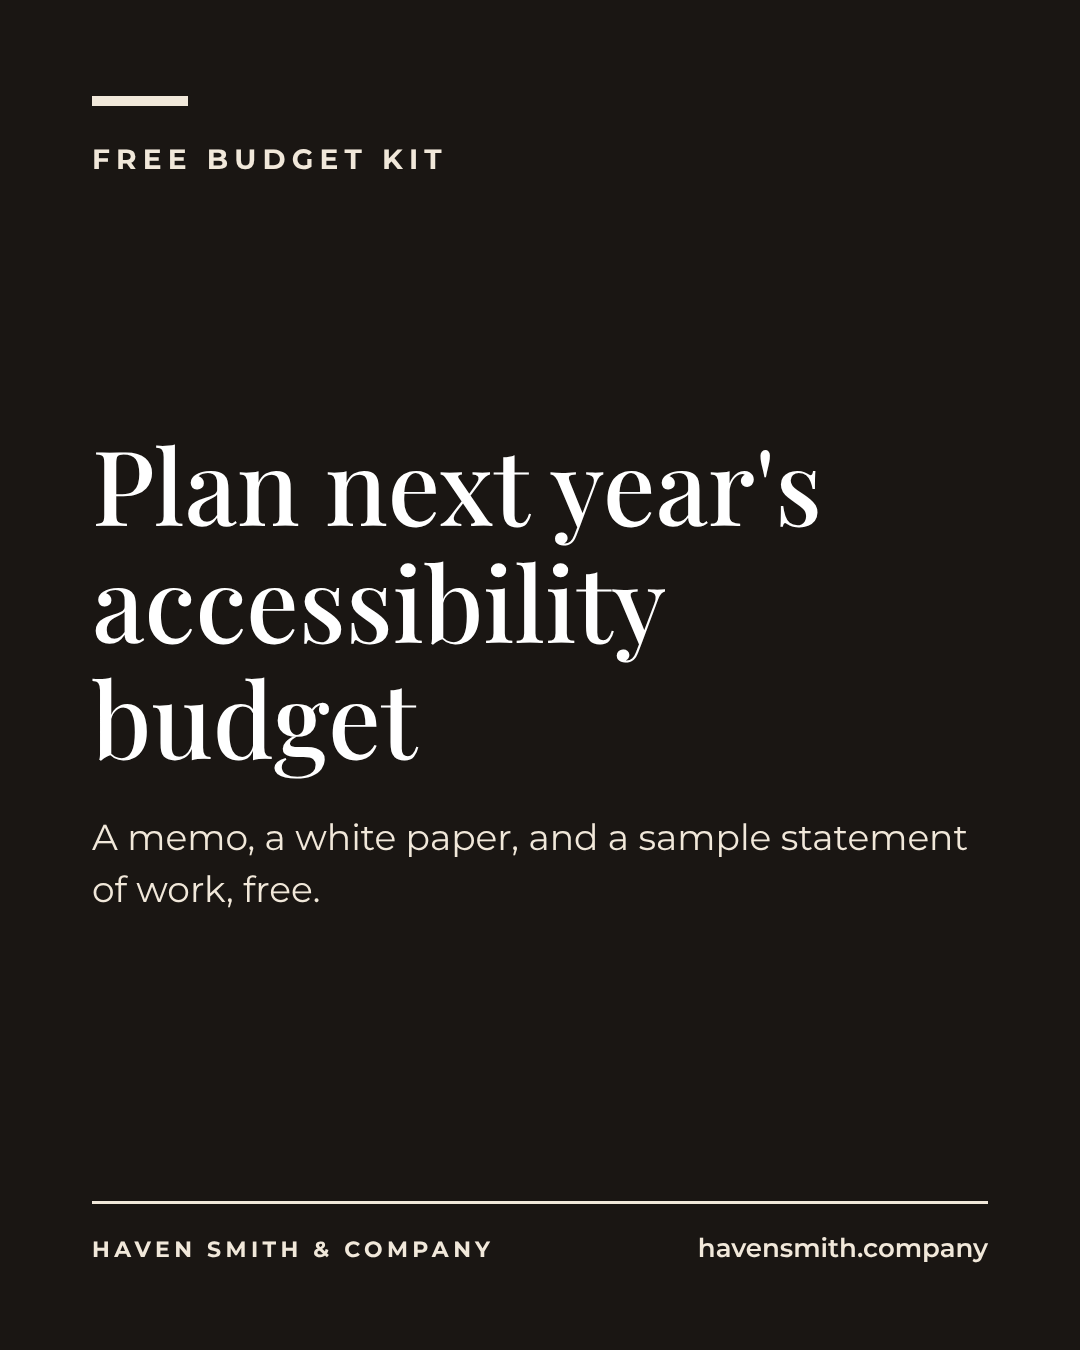 FREE BUDGET KIT
Plan next year's
accessibility
budget
A memo, a white paper, and a sample statement
of work, free.
HAVEN SMITH & COMPANY
havensmith.company